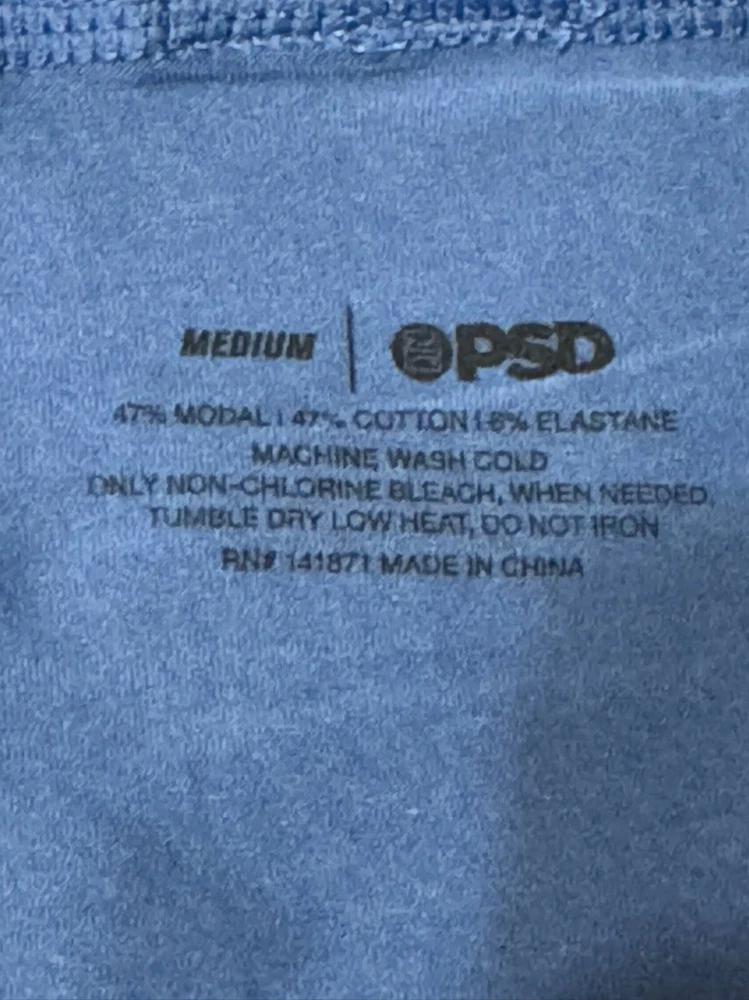 MEDIUM | PSD
47% MODAL | 47% COTTON | 6% ELASTANE
MACHINE WASH COLD
ONLY NON-CHLORINE BLEACH, WHEN NEEDED,
TUMBLE DRY LOW HEAT, DO NOT IRON
RN# 141871 MADE IN CHINA